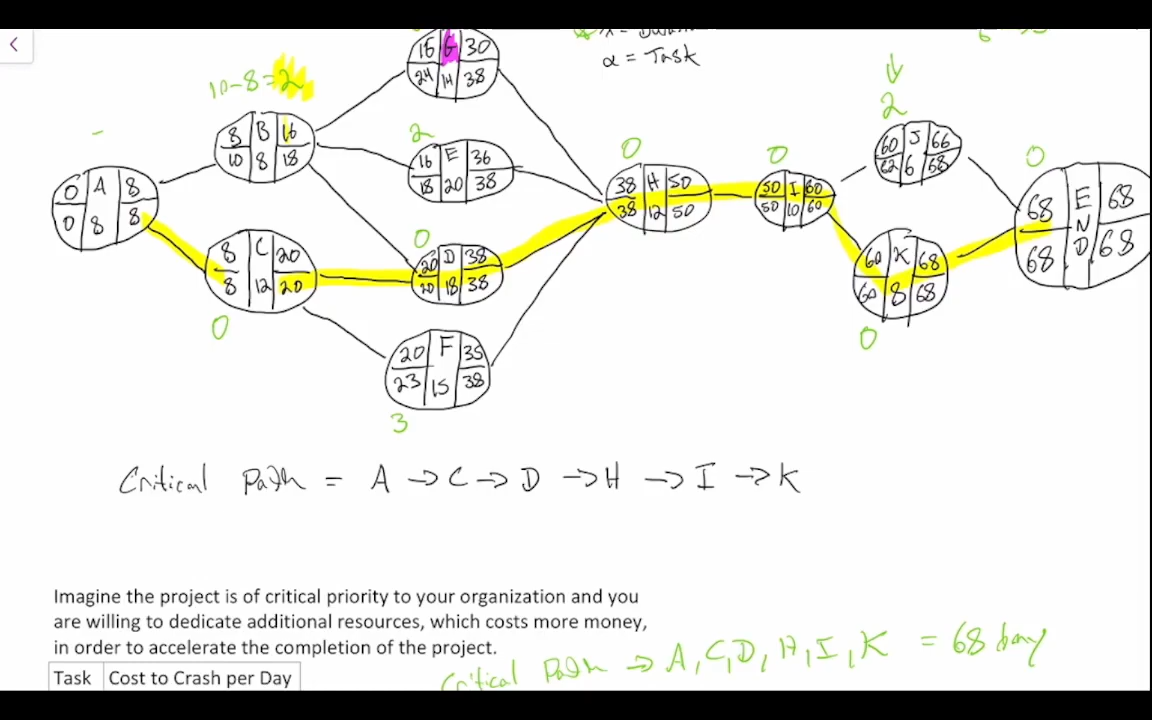 16 G 30
24 14 38
α = Task
10-8=2
8 B 16
10 8 18
2
16 E 36
18 20 38
0 A 8
0 8 8
8 C 20
8 12 20
0
0
20 D 38
20 18 38
20 F 35
23 15 38
3
0
38 H 50
38 12 50
0
50 I 60
50 10 60
2
60 J 66
62 6 68
60 K 68
60 8 68
0
0
68 END 68
68 68
Critical Path = A → C → D → H → I → K
Imagine the project is of critical priority to your organization and you
are willing to dedicate additional resources, which costs more money,
in order to accelerate the completion of the project.
Critical Path → A, C, D, H, I, K = 68 days
Task Cost to Crash per Day